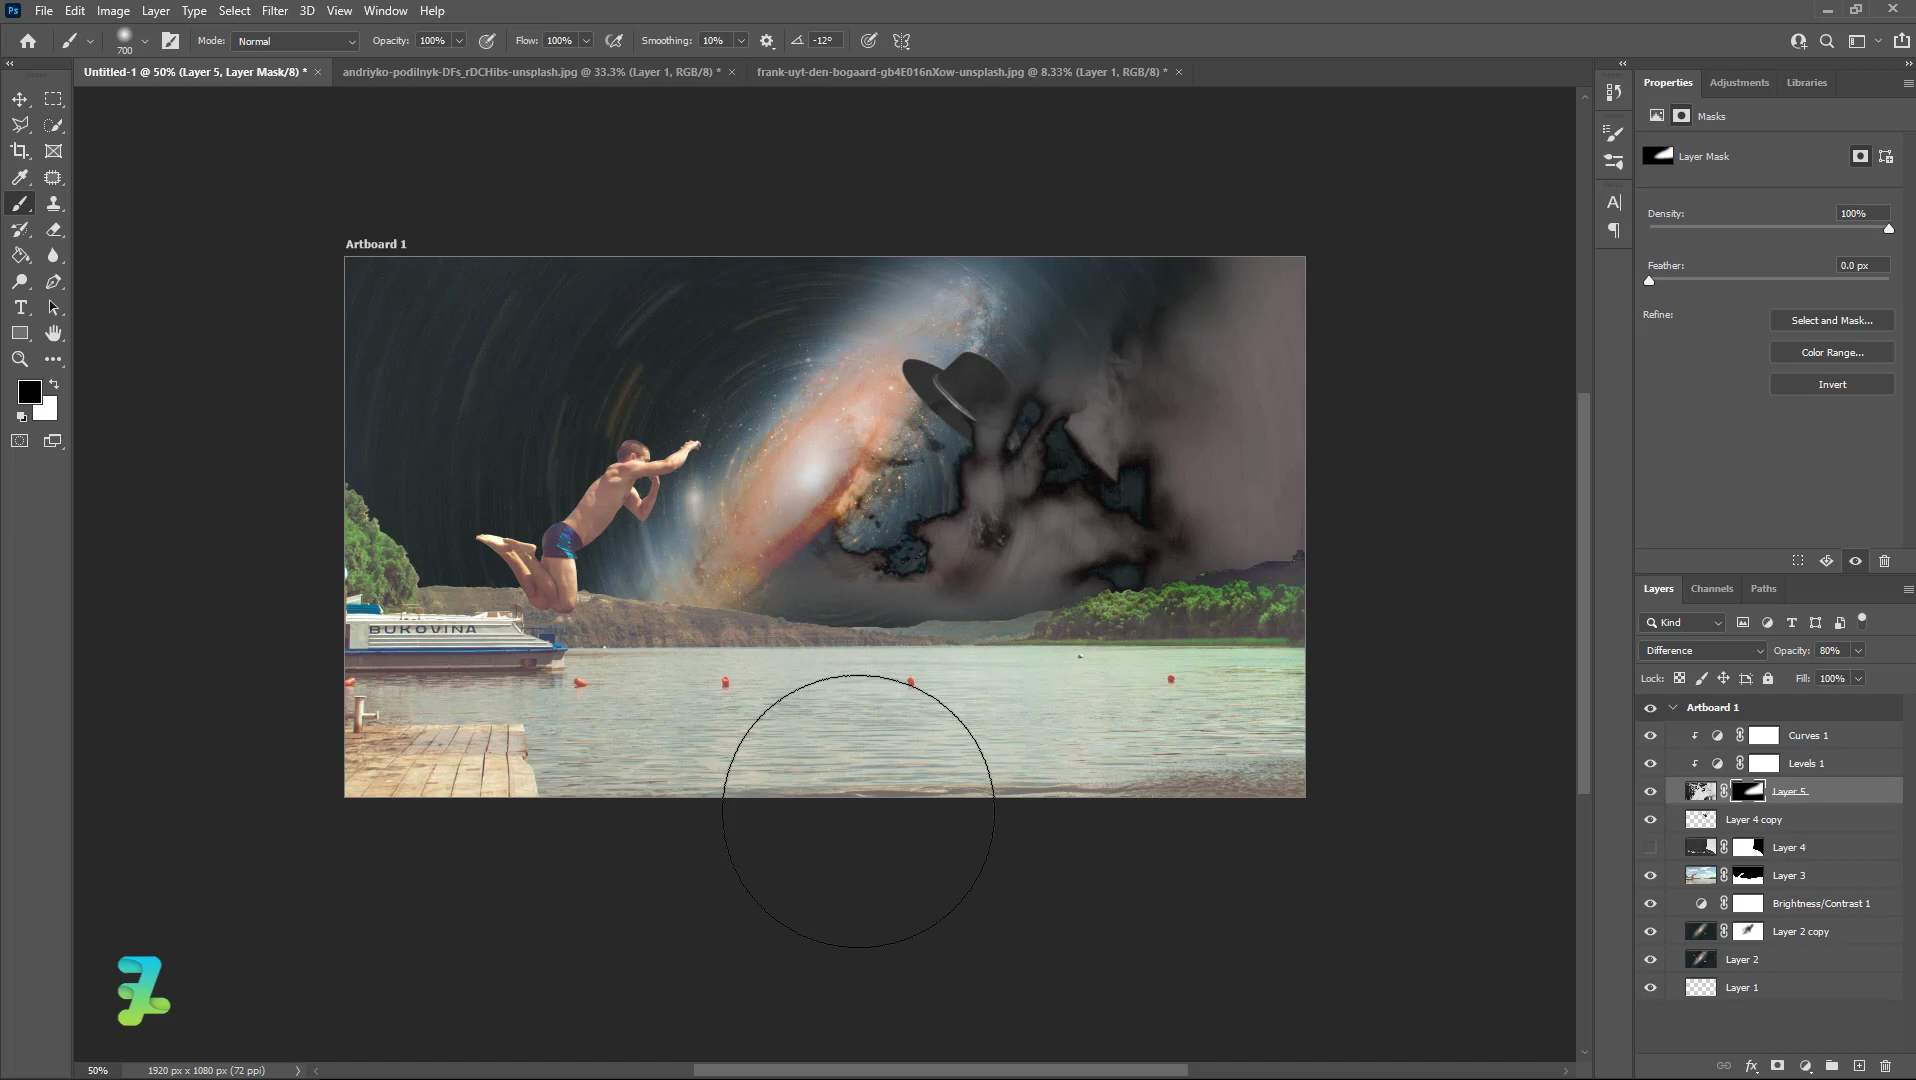 Ps File Edit Image Layer Type Select Filter 3D View Window Help
700 Mode: Normal Opacity: 100% Flow: 100% Smoothing: 10% -12°
Untitled-1 @ 50% (Layer 5, Layer Mask/8) * × andriyko-podilnyk-DFs_rDCHibs-unsplash.jpg @ 33.3% (Layer 1, RGB/8) * × frank-uyt-den-bogaard-gb4E016nXow-unsplash.jpg @ 8.33% (Layer 1, RGB/8) * ×
Properties Adjustments Libraries
Masks
Layer Mask
Density: 100%
Feather: 0.0 px
Refine: Select and Mask...
Color Range...
Invert
Artboard 1
BUKOVINA
Layers Channels Paths
Kind
Difference Opacity: 80%
Lock: Fill: 100%
Artboard 1
Curves 1
Levels 1
Layer 5
Layer 4 copy
Layer 4
Layer 3
Brightness/Contrast 1
Layer 2 copy
Layer 2
Layer 1
50% 1920 px x 1080 px (72 ppi)